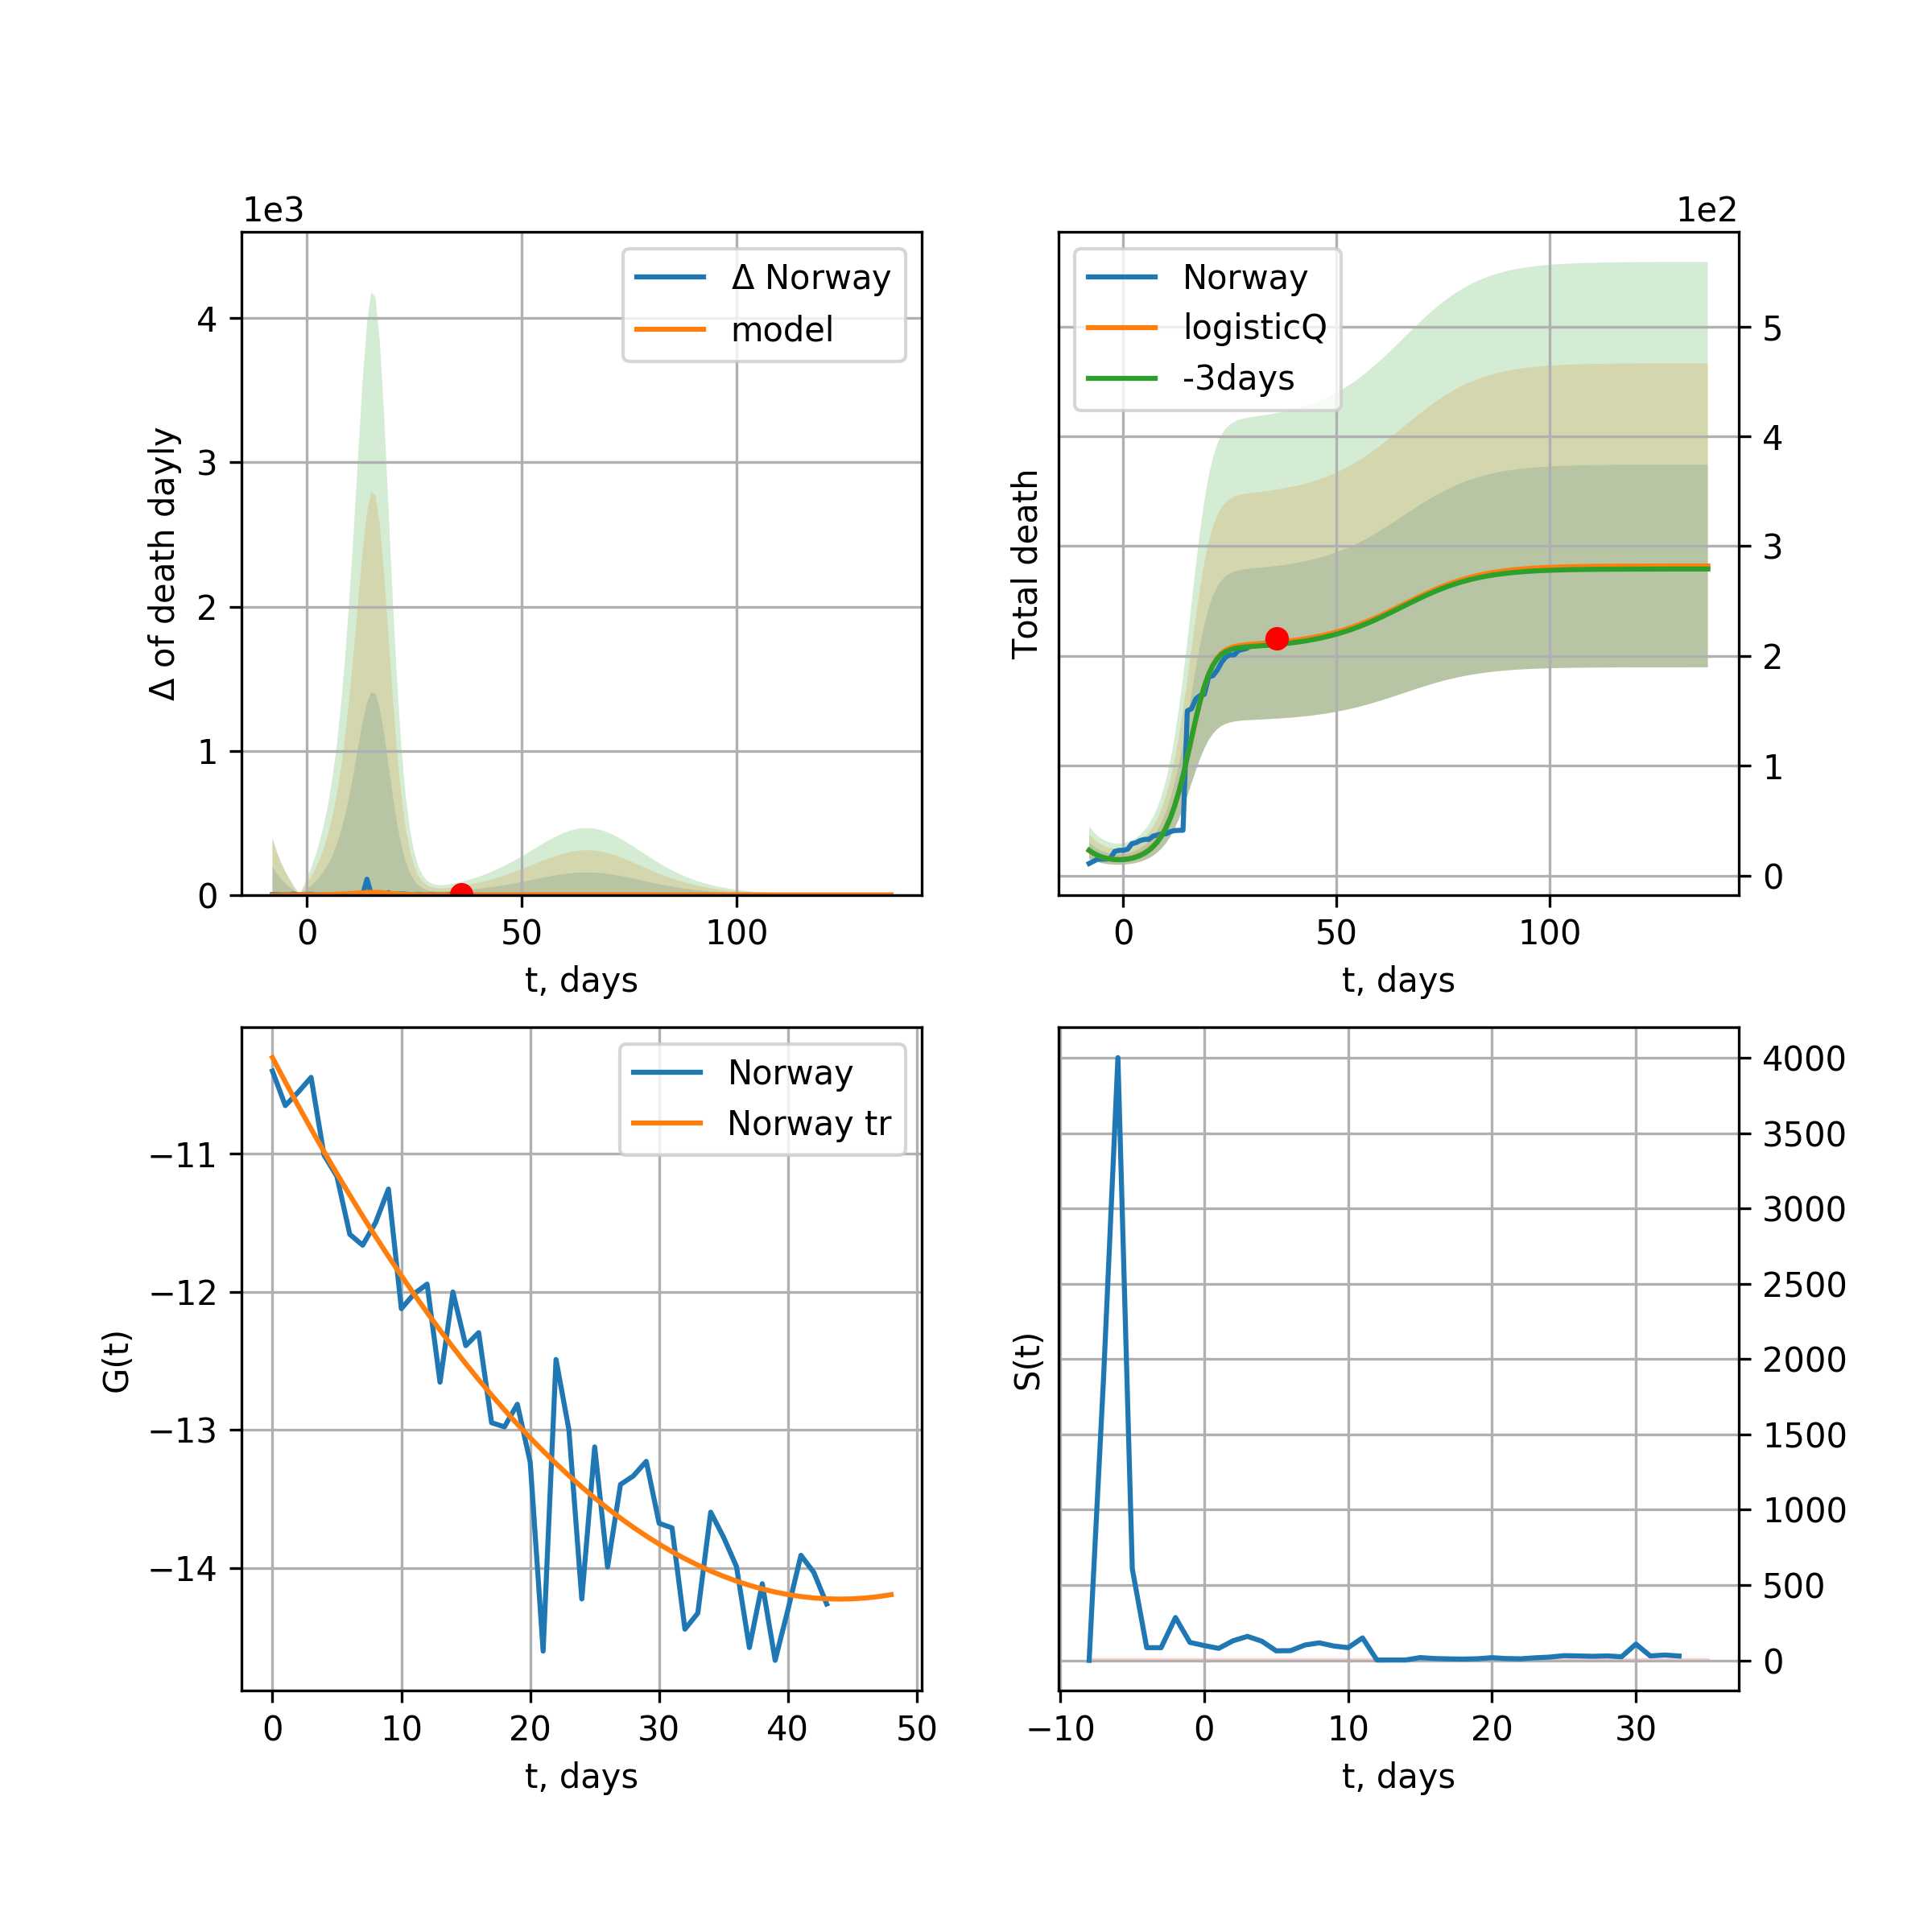 1e3
Δ of death dayly
4
3
2
1
0
Δ Norway
model
0 50 100
t, days
1e2
Total death
Norway
logisticQ
-3days
5
4
3
2
1
0
0 50 100
t, days
G(t)
−11
−12
−13
−14
Norway
Norway tr
0 10 20 30 40 50
t, days
S(t)
4000
3500
3000
2500
2000
1500
1000
500
0
−10 0 10 20 30
t, days